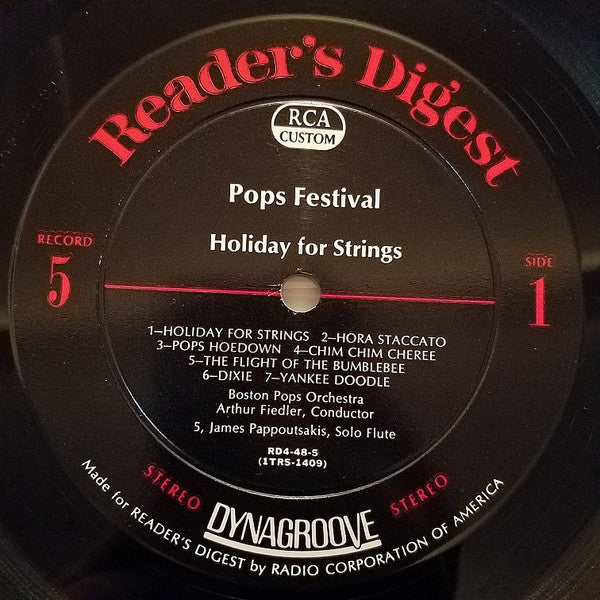 Reader's Digest
RCA
CUSTOM
Pops Festival
Holiday for Strings
RECORD
5
SIDE
1
1—HOLIDAY FOR STRINGS 2—HORA STACCATO
3—POPS HOEDOWN 4—CHIM CHIM CHEREE
5—THE FLIGHT OF THE BUMBLEBEE
6—DIXIE 7—YANKEE DOODLE
Boston Pops Orchestra
Arthur Fiedler, Conductor
5, James Pappoutsakis, Solo Flute
RD4-48-5
(1TRS-1409)
STEREO
DYNAGROOVE
STEREO
Made for READER'S DIGEST by RADIO CORPORATION OF AMERICA